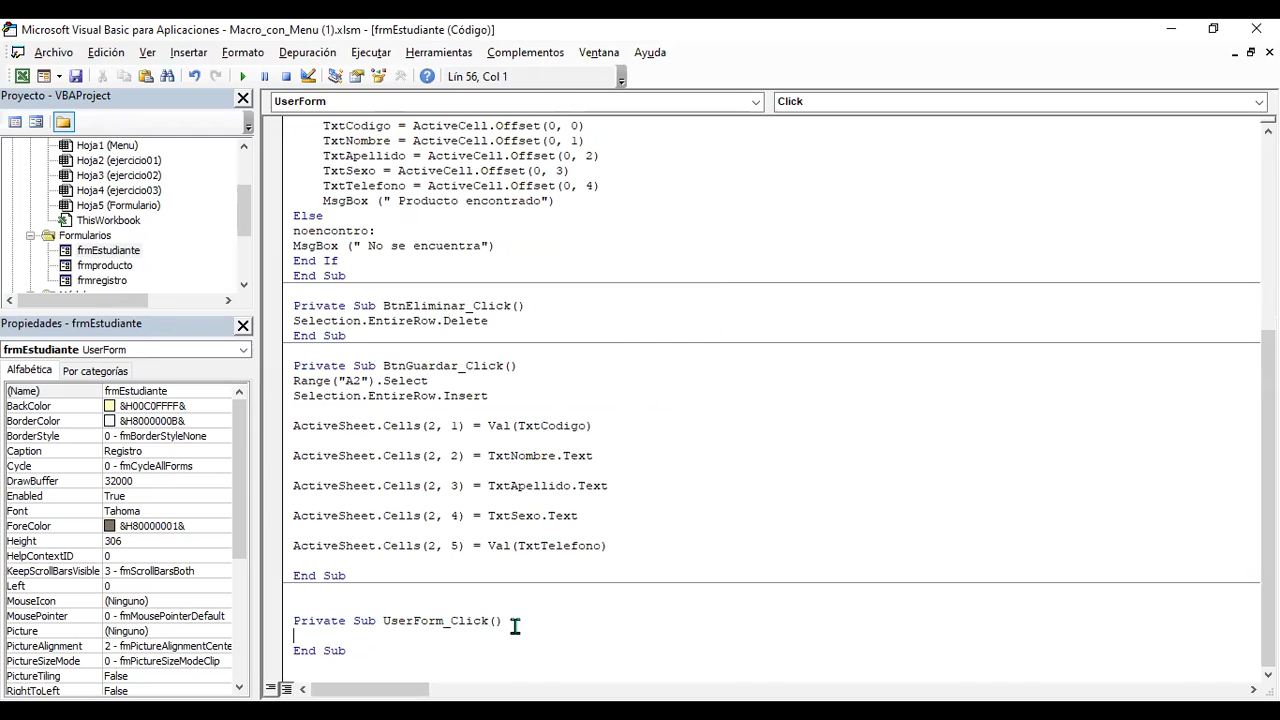 Microsoft Visual Basic para Aplicaciones - Macro_con_Menu (1).xlsm - [frmEstudiante (Código)]
Archivo Edición Ver Insertar Formato Depuración Ejecutar Herramientas Complementos Ventana Ayuda
Lín 56, Col 1
Proyecto - VBAProject
Hoja1 (Menu)
Hoja2 (ejercicio01)
Hoja3 (ejercicio02)
Hoja4 (ejercicio03)
Hoja5 (Formulario)
ThisWorkbook
Formularios
frmEstudiante
frmproducto
frmregistro
Propiedades - frmEstudiante
frmEstudiante UserForm
Alfabética Por categorías
(Name) frmEstudiante
BackColor &H00C0FFFF&
BorderColor &H8000000B&
BorderStyle 0 - fmBorderStyleNone
Caption Registro
Cycle 0 - fmCycleAllForms
DrawBuffer 32000
Enabled True
Font Tahoma
ForeColor &H80000001&
Height 306
HelpContextID 0
KeepScrollBarsVisible 3 - fmScrollBarsBoth
Left 0
MouseIcon (Ninguno)
MousePointer 0 - fmMousePointerDefault
Picture (Ninguno)
PictureAlignment 2 - fmPictureAlignmentCente
PictureSizeMode 0 - fmPictureSizeModeClip
PictureTiling False
RightToLeft False
UserForm Click
TxtCodigo = ActiveCell.Offset(0, 0)
TxtNombre = ActiveCell.Offset(0, 1)
TxtApellido = ActiveCell.Offset(0, 2)
TxtSexo = ActiveCell.Offset(0, 3)
TxtTelefono = ActiveCell.Offset(0, 4)
MsgBox (" Producto encontrado")
Else
noencontro:
MsgBox (" No se encuentra")
End If
End Sub
Private Sub BtnEliminar_Click()
Selection.EntireRow.Delete
End Sub
Private Sub BtnGuardar_Click()
Range("A2").Select
Selection.EntireRow.Insert
ActiveSheet.Cells(2, 1) = Val(TxtCodigo)
ActiveSheet.Cells(2, 2) = TxtNombre.Text
ActiveSheet.Cells(2, 3) = TxtApellido.Text
ActiveSheet.Cells(2, 4) = TxtSexo.Text
ActiveSheet.Cells(2, 5) = Val(TxtTelefono)
End Sub
Private Sub UserForm_Click()
End Sub